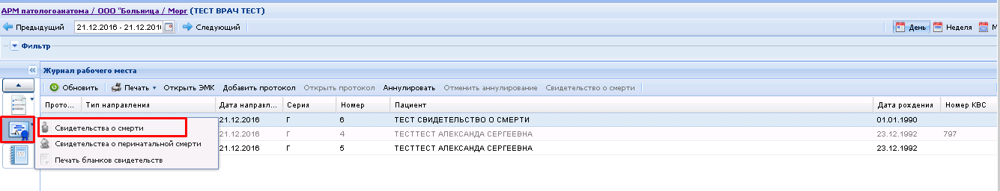 АРМ патологоанатома / ООО "Больница / Морг (ТЕСТ ВРАЧ ТЕСТ)
Предыдущий 21.12.2016 - 21.12.201 Следующий День Неделя М
Фильтр
Журнал рабочего места
Обновить Печать Открыть ЭМК Добавить протокол Открыть протокол Аннулировать Отменить аннулирование Свидетельство о смерти
Прото... Тип направления Дата направл... Серия Номер Пациент Дата рождения Номер КВС
21.12.2016 Г 6 ТЕСТ СВИДЕТЕЛЬСТВО О СМЕРТИ 01.01.1990
Свидетельства о смерти
21.12.2016 Г 4 ТЕСТТЕСТ АЛЕКСАНДА СЕРГЕЕВНА 23.12.1992 797
Свидетельства о перинатальной смерти
21.12.2016 Г 5 ТЕСТТЕСТ АЛЕКСАНДА СЕРГЕЕВНА 23.12.1992
Печать бланков свидетельств